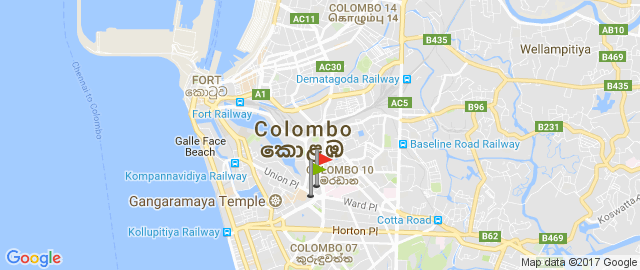 COLOMBO 14
கொழும்பு 14
B435
AC11
AB10
Wellampitiya
B469
AC30
FORT
කොටුව
Dematagoda Railway
B435
A1
AC5
B96
Fort Railway
Colombo
කොළඹ
B231
Galle Face
Beach
Baseline Road Railway
Kompannavidiya Railway
COLOMBO 10
මරදාන
Union Pl
Gangaramaya Temple
Ward Pl
Cotta Road
Kollupitiya Railway
Horton Pl
B62
B469
COLOMBO 07
කුරුඳුවත්ත
Chennai to Colombo
Google
Map data ©2017 Google